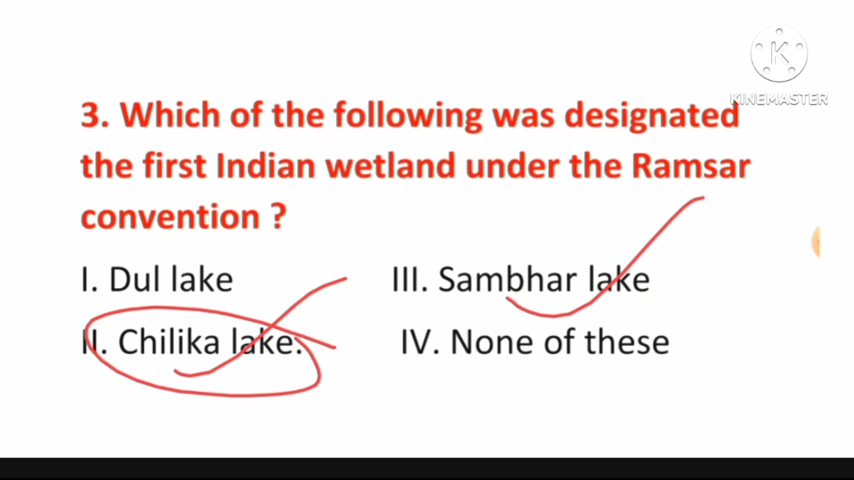 KINEMASTER
3. Which of the following was designated
the first Indian wetland under the Ramsar
convention ?
I. Dul lake
III. Sambhar lake
II. Chilika lake.
IV. None of these